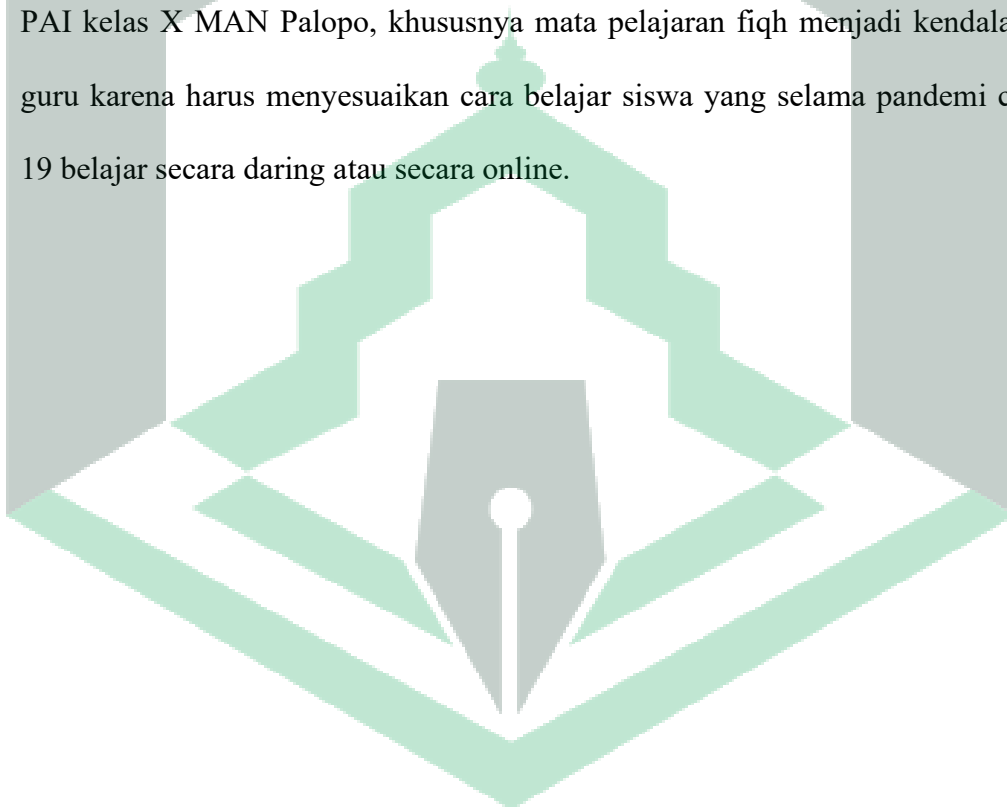 PAI kelas X MAN Palopo, khususnya mata pelajaran fiqh menjadi kendala
guru karena harus menyesuaikan cara belajar siswa yang selama pandemi
19 belajar secara daring atau secara online.